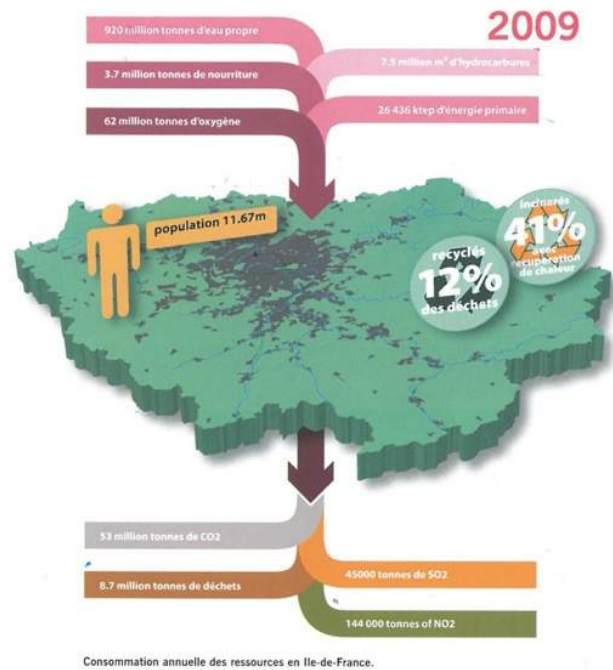 2009
920 million tonnes d'eau propre
7.5 million m³ d'hydrocarbures
3.7 million tonnes de nourriture
26 436 ktep d'énergie primaire
62 million tonnes d'oxygène
population 11.67m
incinerés
41%
avec
récupération
de chaleur
recyclés
12%
des déchets
53 million tonnes de CO2
45000 tonnes de SO2
8.7 million tonnes de déchets
144 000 tonnes of NO2
Consommation annuelle des ressources en Ile-de-France.